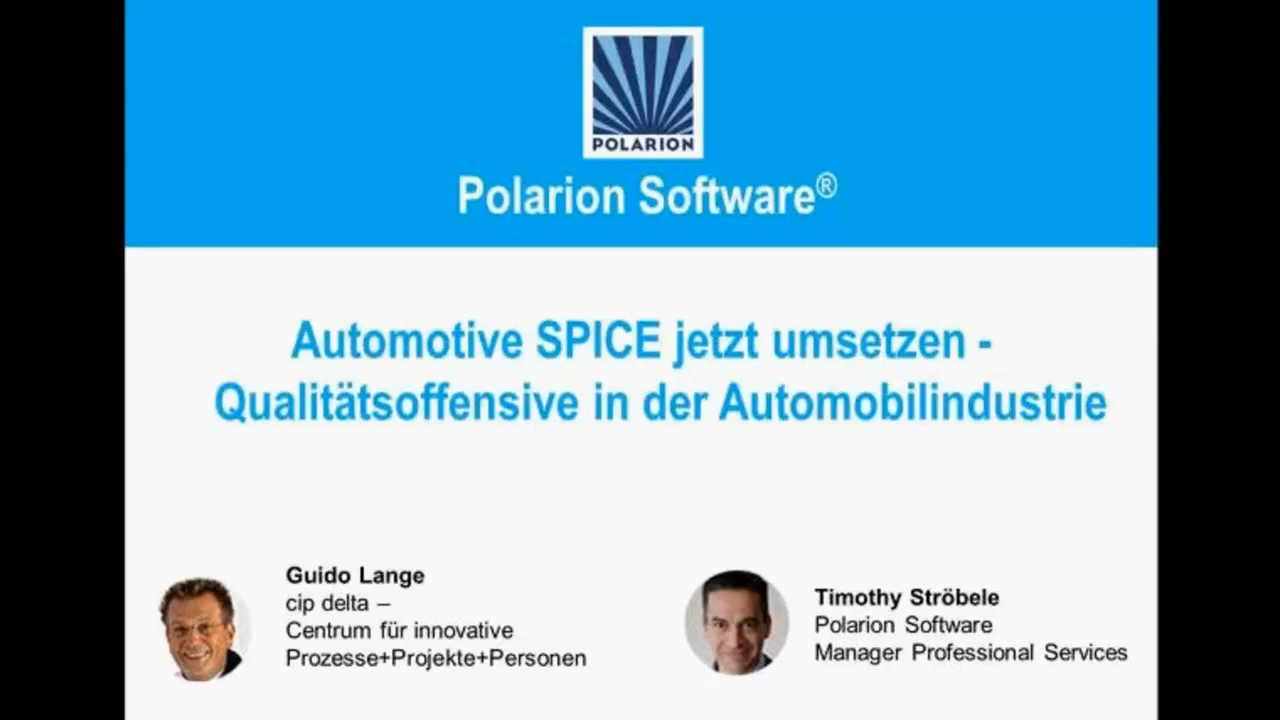 POLARION
Polarion Software®
Automotive SPICE jetzt umsetzen -
Qualitätsoffensive in der Automobilindustrie
Guido Lange
cip delta –
Centrum für innovative
Prozesse+Projekte+Personen
Timothy Ströbele
Polarion Software
Manager Professional Services